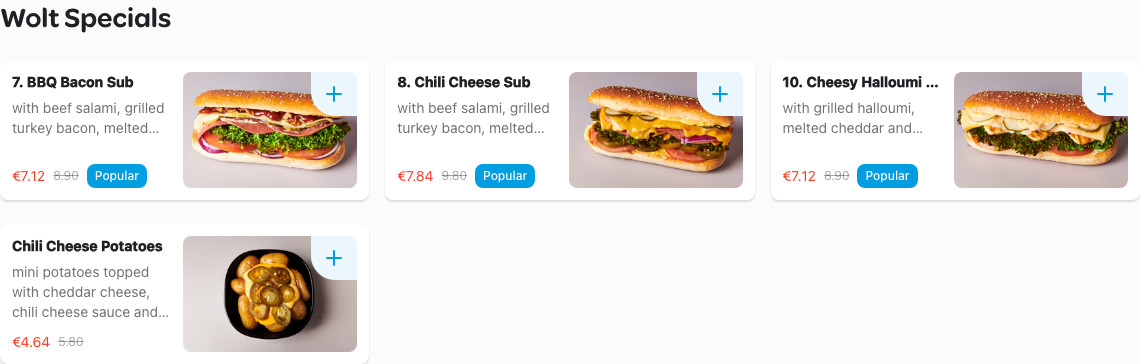 Wolt Specials
7. BBQ Bacon Sub
with beef salami, grilled
turkey bacon, melted...
€7.12 8.90 Popular
8. Chili Cheese Sub
with beef salami, grilled
turkey bacon, melted...
€7.84 9.80 Popular
10. Cheesy Halloumi ...
with grilled halloumi,
melted cheddar and...
€7.12 8.90 Popular
Chili Cheese Potatoes
mini potatoes topped
with cheddar cheese,
chili cheese sauce and...
€4.64 5.80